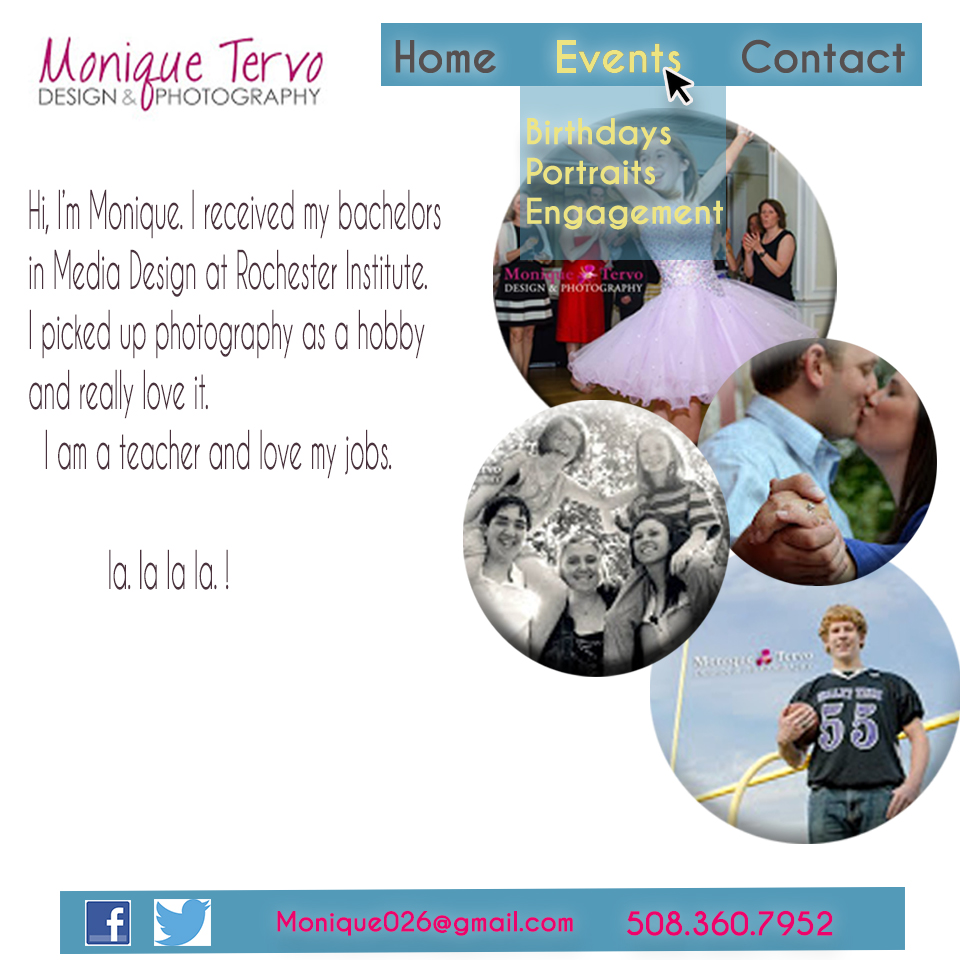 Monique Tervo
DESIGN & PHOTOGRAPHY
Home Events Contact
Birthdays
Portraits
Engagement
Hi, I'm Monique. I received my bachelors
in Media Design at Rochester Institute.
I picked up photography as a hobby
and really love it.
I am a teacher and love my jobs.
la. la la la. !
Monique Tervo
DESIGN & PHOTOGRAPHY
Monique Tervo
DESIGN & PHOTOGRAPHY
55
f
Monique026@gmail.com
508.360.7952